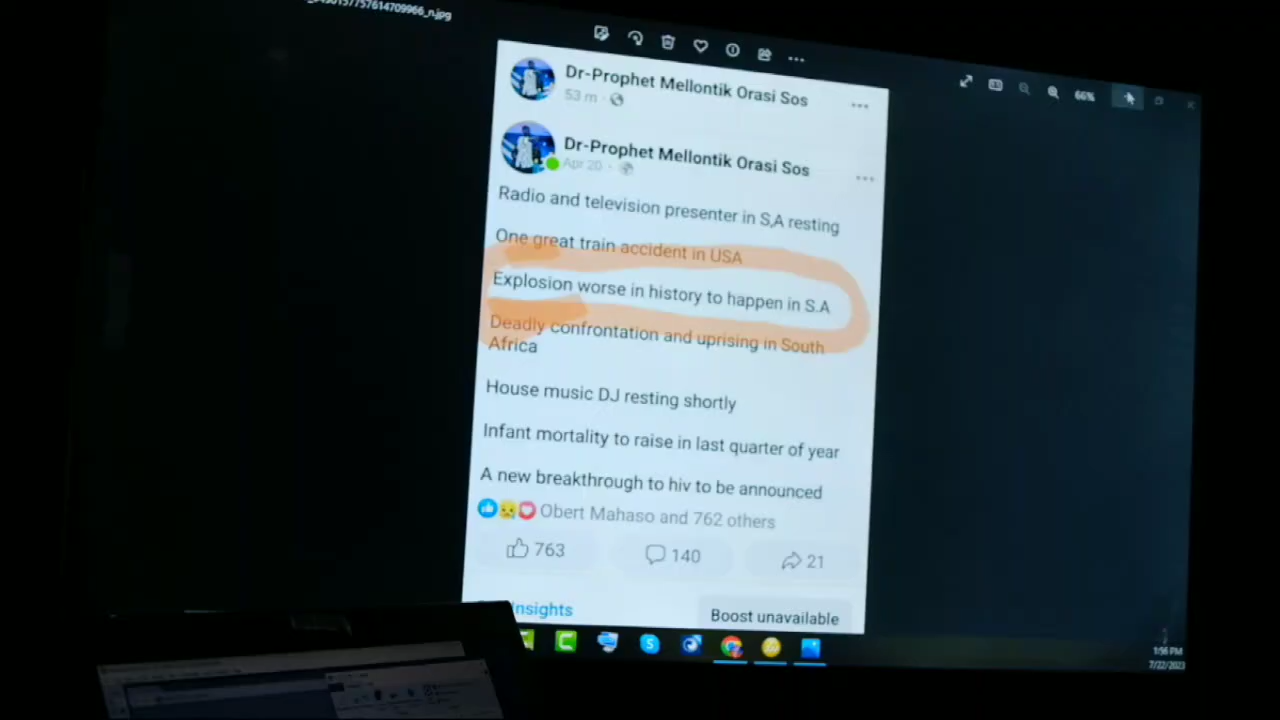 57614709966_n.jpg
66%
Dr-Prophet Mellontik Orasi Sos
53 m
Dr-Prophet Mellontik Orasi Sos
Apr 20
Radio and television presenter in S,A resting
One great train accident in USA
Explosion worse in history to happen in S.A
Deadly confrontation and uprising in South
Africa
House music DJ resting shortly
Infant mortality to raise in last quarter of year
A new breakthrough to hiv to be announced
Obert Mahaso and 762 others
763
140
21
Insights
Boost unavailable
1:56 PM
7/22/2023